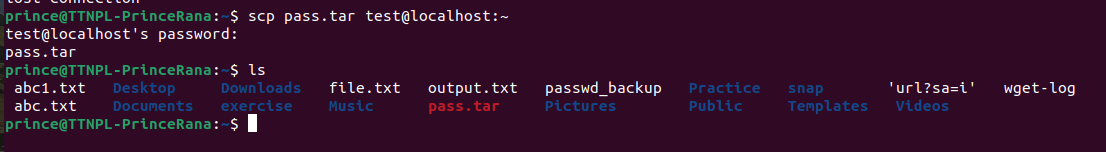 lost connection
prince@TTNPL-PrinceRana:~$ scp pass.tar test@localhost:~
test@localhost's password:
pass.tar
prince@TTNPL-PrinceRana:~$ ls
abc1.txt Desktop Downloads file.txt output.txt passwd_backup Practice snap 'url?sa=i' wget-log
abc.txt Documents exercise Music pass.tar Pictures Public Templates Videos
prince@TTNPL-PrinceRana:~$